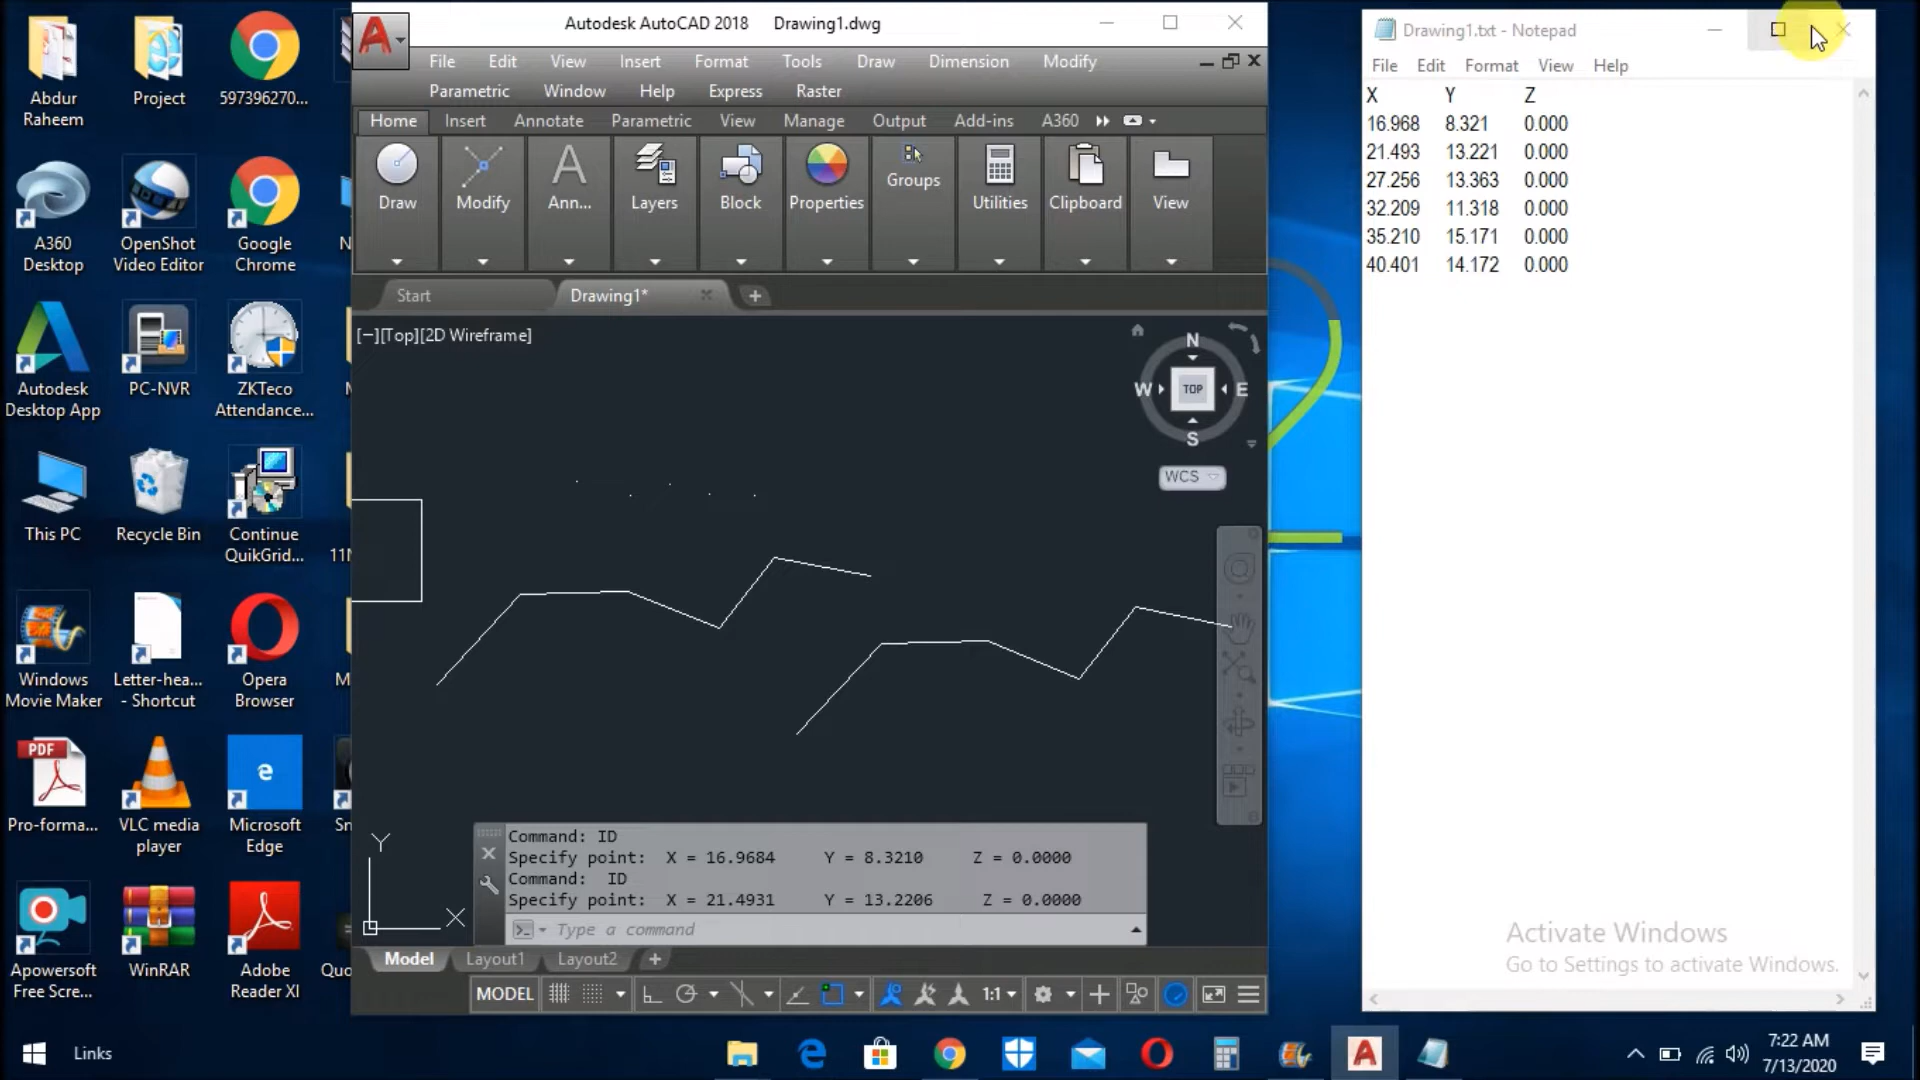 Abdur
Raheem
Project
597396270...
A360
Desktop
OpenShot
Video Editor
Google
Chrome
Autodesk
Desktop App
PC-NVR
ZKTeco
Attendance...
This PC
Recycle Bin
Continue
QuikGrid...
Windows
Movie Maker
Letter-hea...
- Shortcut
Opera
Browser
PDF
Pro-forma...
VLC media
player
Microsoft
Edge
Apowersoft
Free Scre...
WinRAR
Adobe
Reader XI
Autodesk AutoCAD 2018 Drawing1.dwg
File Edit View Insert Format Tools Draw Dimension Modify
Parametric Window Help Express Raster
Home Insert Annotate Parametric View Manage Output Add-ins A360
Draw Modify Ann... Layers Block Properties Groups Utilities Clipboard View
Start Drawing1*
[−][Top][2D Wireframe]
N
W TOP E
S
WCS
Y
X
Command: ID
Specify point: X = 16.9684 Y = 8.3210 Z = 0.0000
Command: ID
Specify point: X = 21.4931 Y = 13.2206 Z = 0.0000
Type a command
Model Layout1 Layout2
MODEL 1:1
Drawing1.txt - Notepad
File Edit Format View Help
X Y Z
16.968 8.321 0.000
21.493 13.221 0.000
27.256 13.363 0.000
32.209 11.318 0.000
35.210 15.171 0.000
40.401 14.172 0.000
Activate Windows
Go to Settings to activate Windows.
Links
7:22 AM
7/13/2020